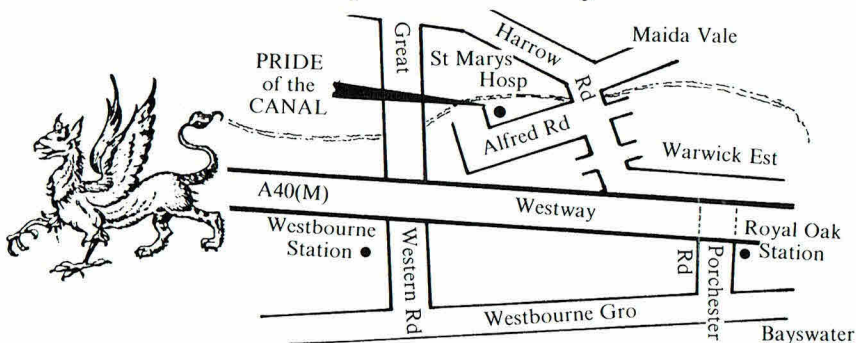 Harrow
Rd
Maida Vale
Great
St Marys
Hosp
PRIDE
of the
CANAL
Alfred Rd
Warwick Est
A40(M)
Westway
Westbourne
Station
Western Rd
Royal Oak
Station
Porchester
Rd
Westbourne Gro
Bayswater